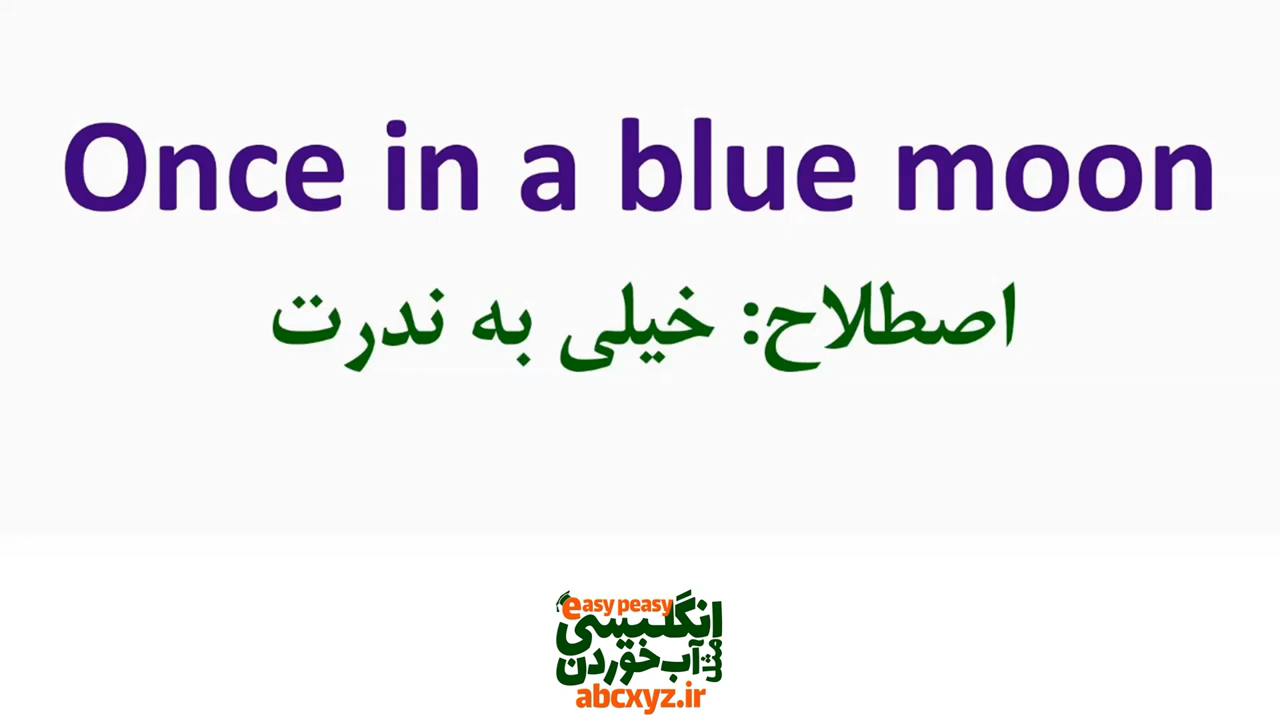 Once in a blue moon
اصطلاح: خیلی به ندرت
easy peasy
انگلیسی
مثل
آب خوردن
abcxyz.ir